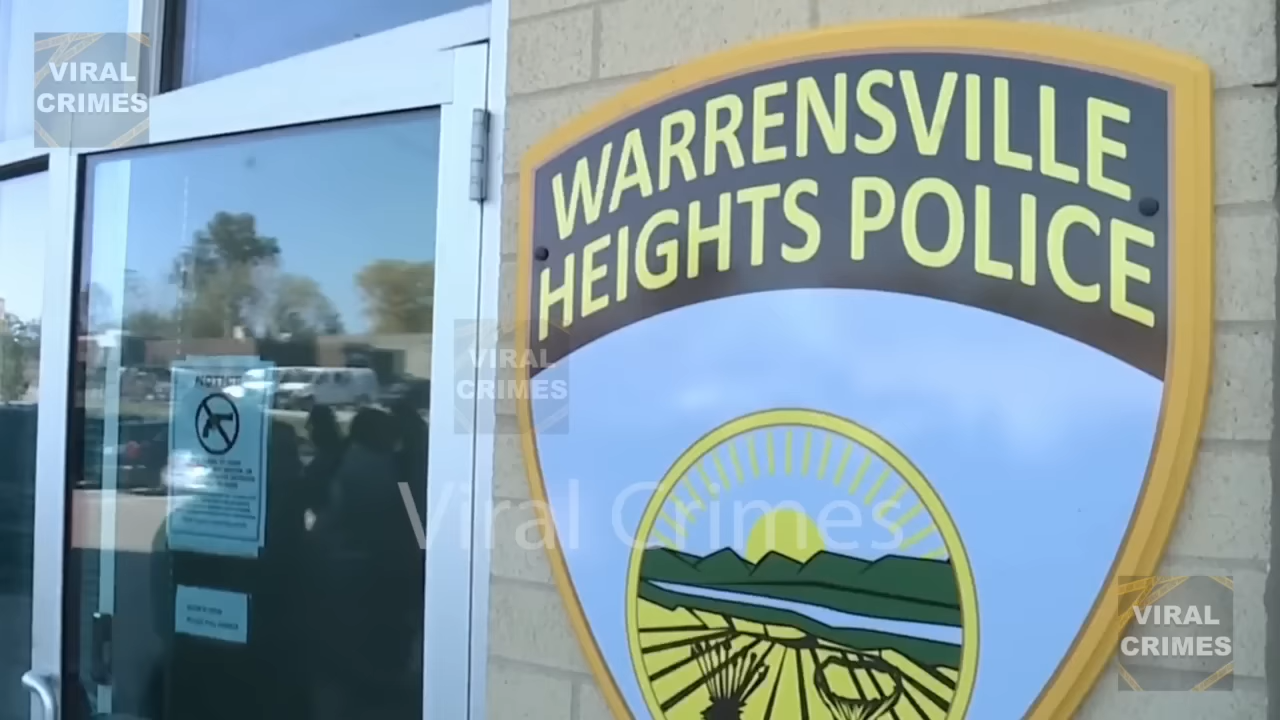 VIRAL
CRIMES
WARRENSVILLE
HEIGHTS POLICE
VIRAL
CRIMES
NOTICE
Viral Crimes
VIRAL
CRIMES